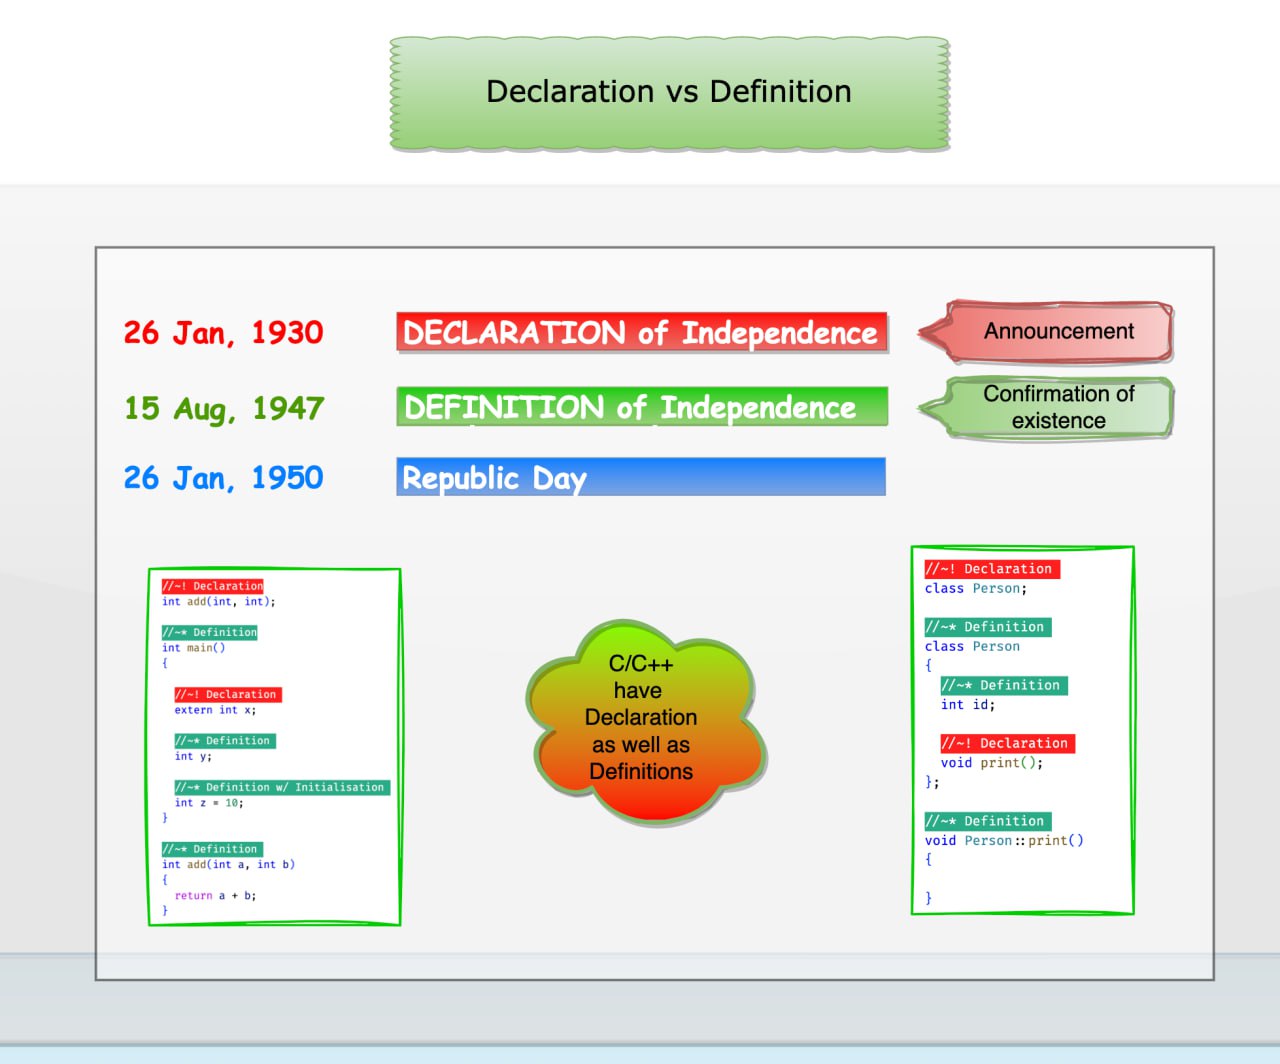 Declaration vs Definition
26 Jan, 1930
DECLARATION of Independence
Announcement
15 Aug, 1947
DEFINITION of Independence
Confirmation of
existence
26 Jan, 1950
Republic Day
//~! Declaration
int add(int, int);
//~* Definition
int main()
{
//~! Declaration
extern int x;
//~* Definition
int y;
//~* Definition w/ Initialisation
int z = 10;
}
//~* Definition
int add(int a, int b)
{
return a + b;
}
C/C++
have
Declaration
as well as
Definitions
//~! Declaration
class Person;
//~* Definition
class Person
{
//~* Definition
int id;
//~! Declaration
void print();
};
//~* Definition
void Person::print()
{
}